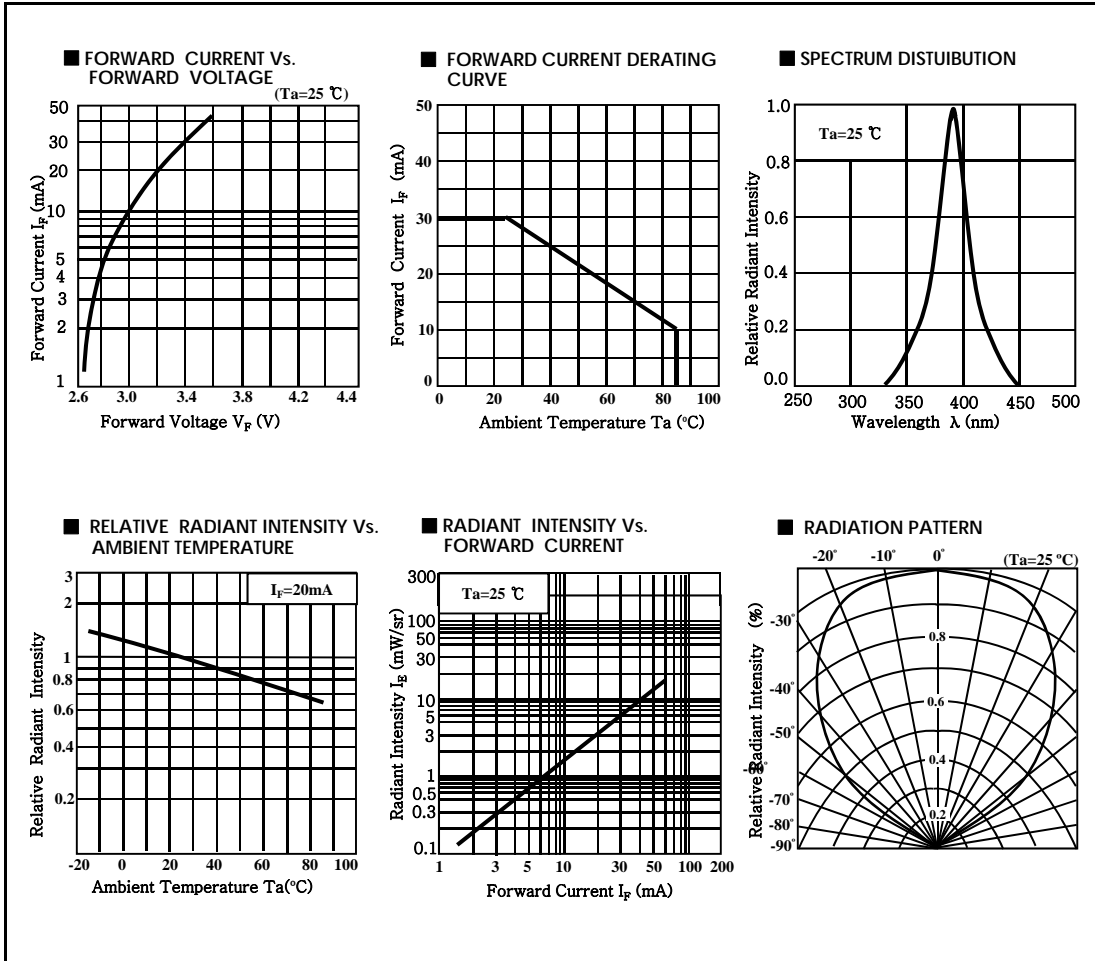 ■ FORWARD CURRENT Vs.
FORWARD VOLTAGE
(Ta=25 ℃)
50
30
20
10
5
4
3
2
1
Forward Current IF (mA)
2.6 3.0 3.4 3.8 4.2 4.4
Forward Voltage VF (V)
■ FORWARD CURRENT DERATING
CURVE
50
40
30
20
10
0
Forward Current IF (mA)
0 20 40 60 80 100
Ambient Temperature Ta (°C)
■ SPECTRUM DISTUIBUTION
Ta=25 ℃
1.0
0.8
0.6
0.4
0.2
0.0
Relative Radiant Intensity
250 300 350 400 450 500
Wavelength λ (nm)
■ RELATIVE RADIANT INTENSITY Vs.
AMBIENT TEMPERATURE
IF=20mA
3
2
1
0.8
0.6
0.4
0.2
Relative Radiant Intensity
-20 0 20 40 60 80 100
Ambient Temperature Ta(°C)
■ RADIANT INTENSITY Vs.
FORWARD CURRENT
Ta=25 ℃
300
100
50
30
10
5
3
1
0.5
0.3
0.1
Radiant Intensity IE (mW/sr)
1 3 5 10 30 50 100 200
Forward Current IF (mA)
■ RADIATION PATTERN
-20° -10° 0° (Ta=25 °C)
-30°
-40°
-50°
-60°
-70°
-80°
-90°
0.8
0.6
0.4
0.2
Relative Radiant Intensity (%)